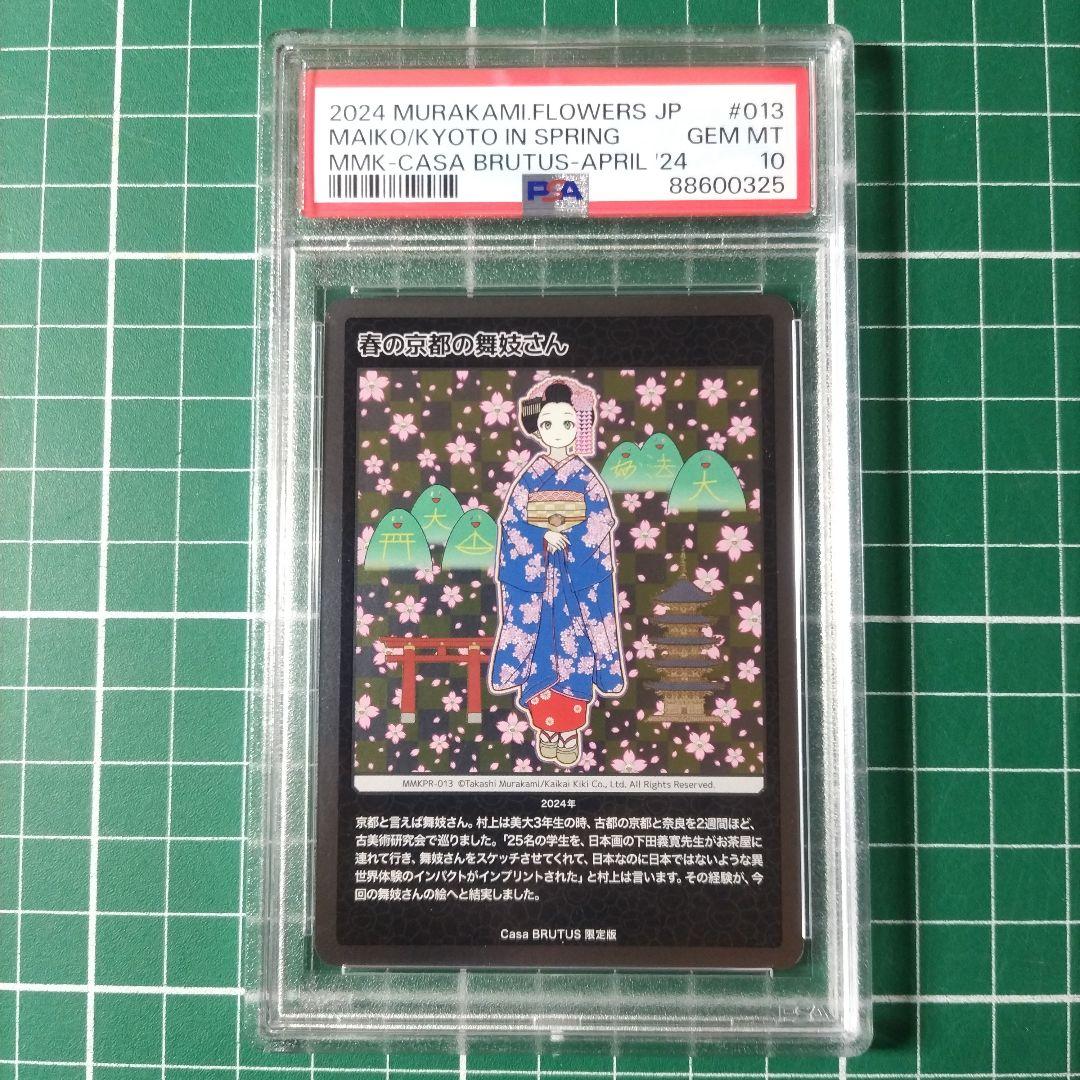 2024 MURAKAMI.FLOWERS JP #013
MAIKO/KYOTO IN SPRING GEM MT
MMK-CASA BRUTUS-APRIL '24 10
PSA 88600325
春の京都の舞妓さん
妙 法 大
大
MMKPR-013 ©Takashi Murakami/Kaikai Kiki Co., Ltd. All Rights Reserved.
2024年
京都と言えば舞妓さん。村上は美大3年生の時、古都の京都と奈良を2週間ほど、
古美術研究会で巡りました。「25名の学生を、日本画の下田義寛先生がお茶屋に
連れて行き、舞妓さんをスケッチさせてくれて、日本なのに日本ではないような異
世界体験のインパクトがインプリントされた」と村上は言います。その経験が、今
回の舞妓さんの絵へと結実しました。
Casa BRUTUS 限定版